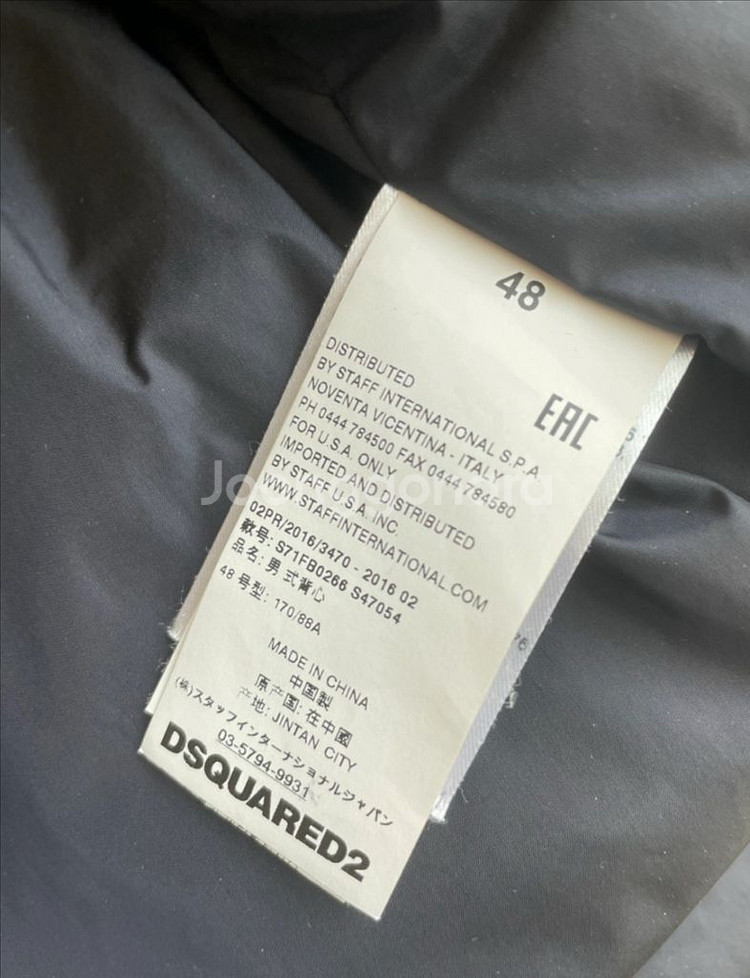 48
EAC
DISTRIBUTED
BY STAFF INTERNATIONAL S.P.A.
NOVENTA VICENTINA - ITALY
PH 0444 784500 FAX 0444 784580
FOR U.S.A. ONLY
IMPORTED AND DISTRIBUTED
BY STAFF U.S.A. INC.
WWW.STAFFINTERNATIONAL.COM
02PR/2016/3470 - 2016 02
款号: S71FB0266 S47054
品名: 男式背心
48 号型: 170/88A
MADE IN CHINA
中国製
原产国: 在中國
产地: JINTAN CITY
(株)スタッフインターナショナルジャパン
03-5794-9931
DSQUARED2